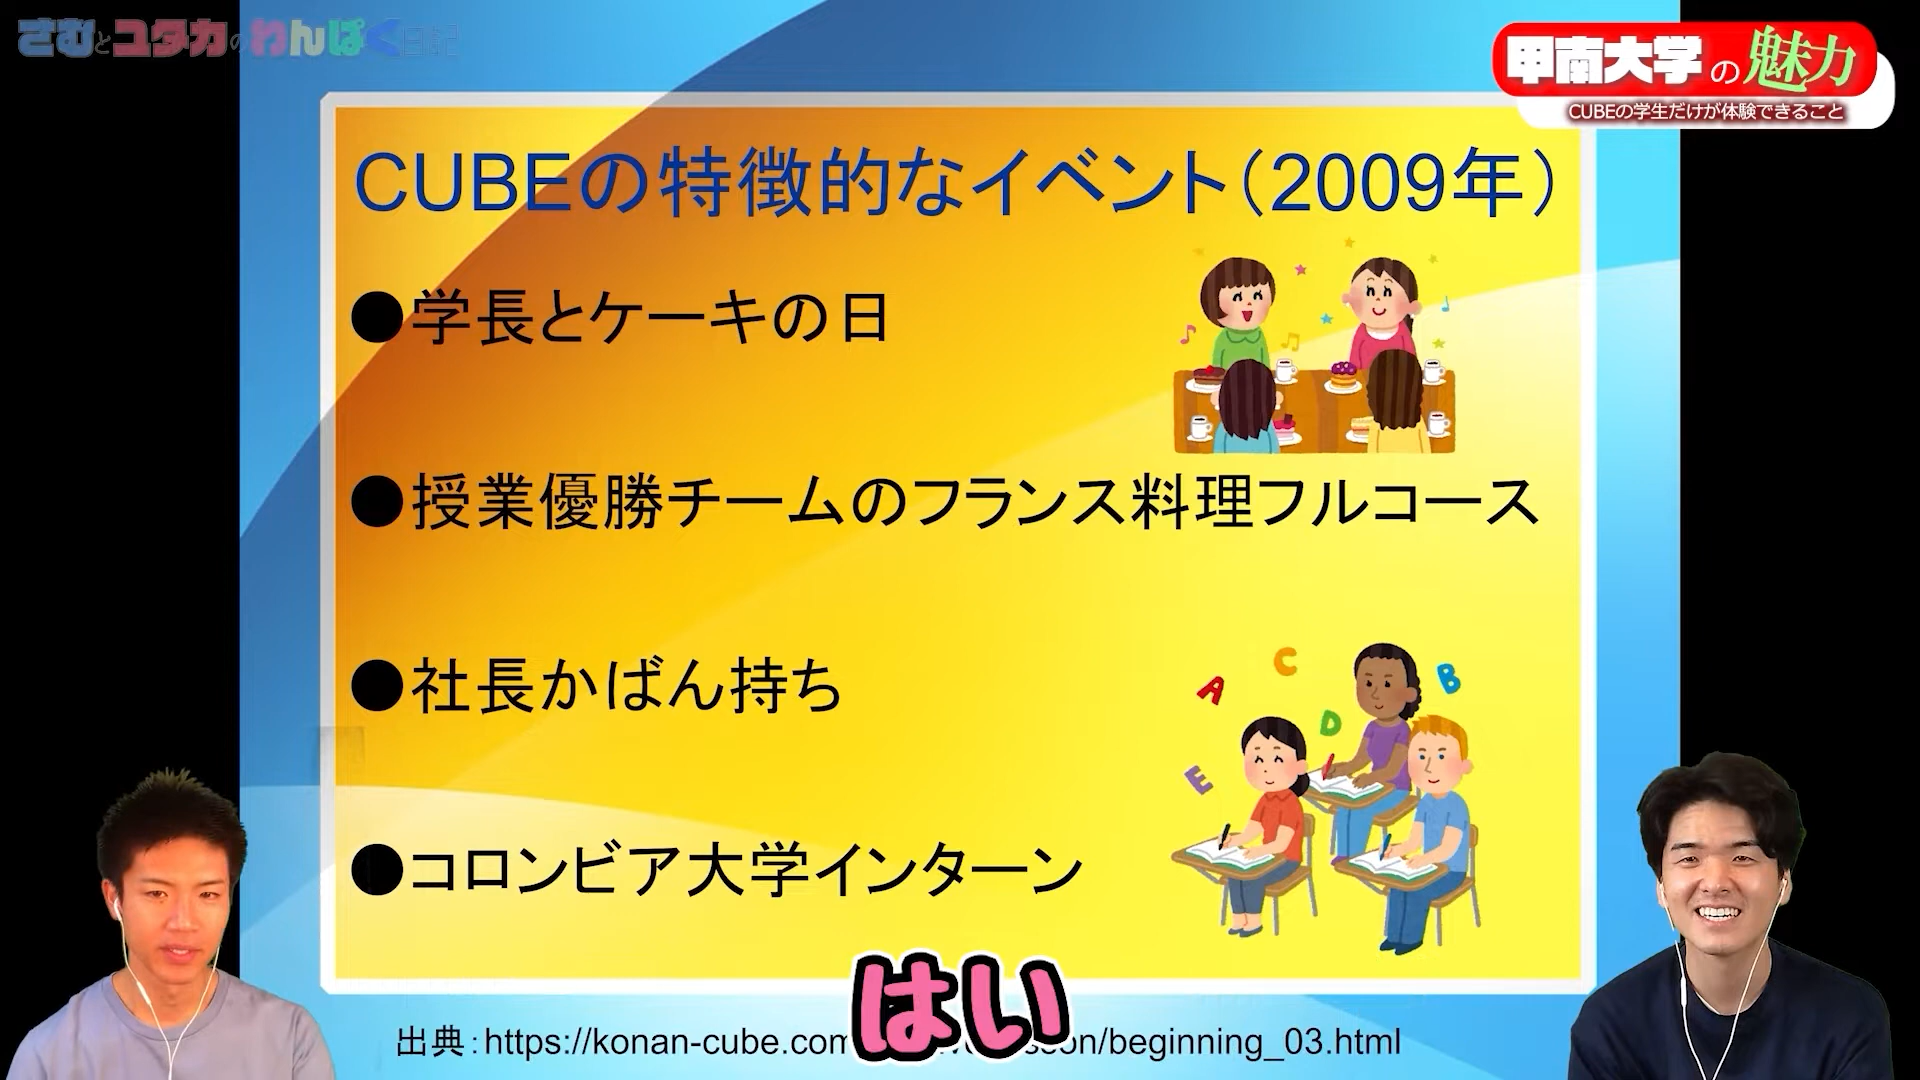 さむとユタカのわんぱく日記
甲南大学の魅力
CUBEの学生だけが体験できること
CUBEの特徴的なイベント（2009年）
●学長とケーキの日
●授業優勝チームのフランス料理フルコース
●社長かばん持ち
A
C
B
D
E
●コロンビア大学インターン
はい
出典：https://konan-cube.com on/beginning_03.html